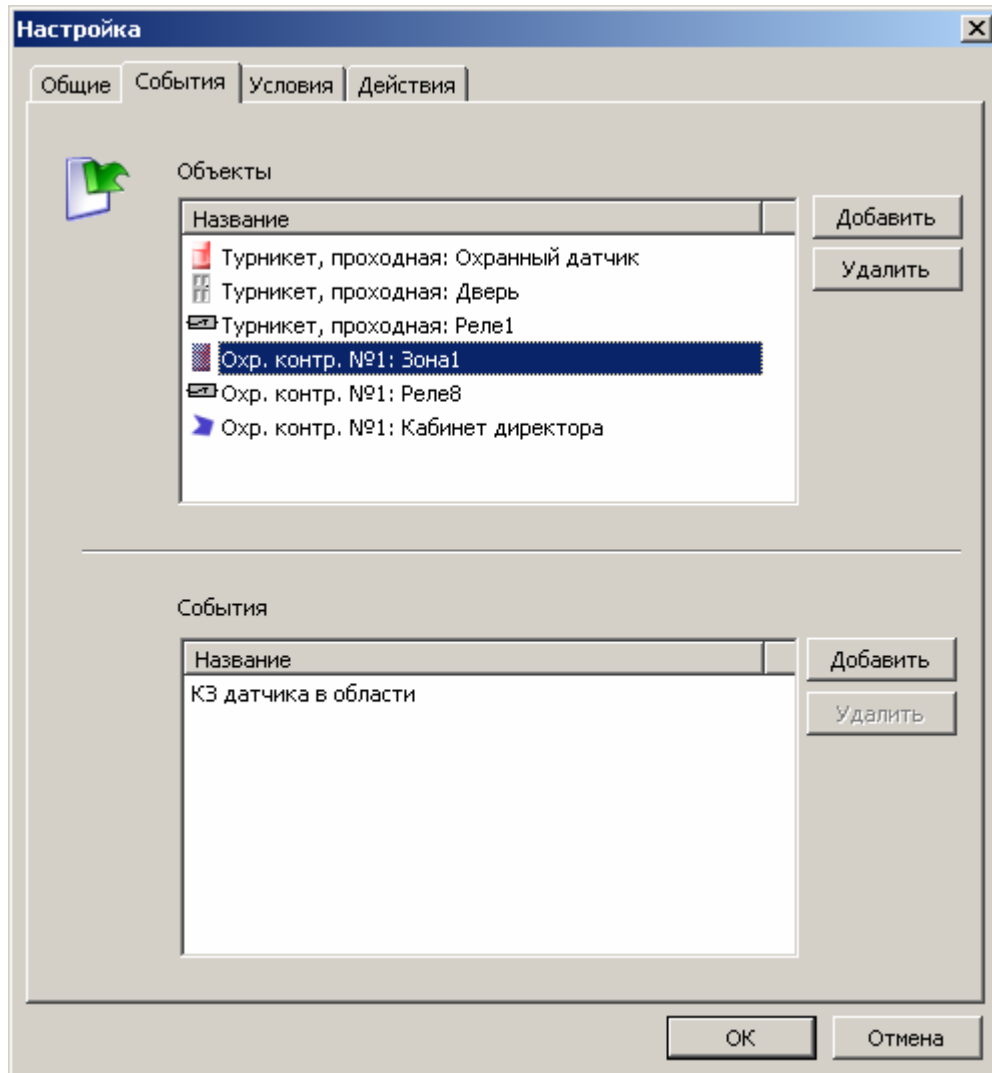 Настройка
Общие События Условия Действия
Объекты
Название
Добавить
Турникет, проходная: Охранный датчик
Удалить
Турникет, проходная: Дверь
Турникет, проходная: Реле1
Охр. контр. №1: Зона1
Охр. контр. №1: Реле8
Охр. контр. №1: Кабинет директора
События
Название
Добавить
КЗ датчика в области
Удалить
ОК Отмена